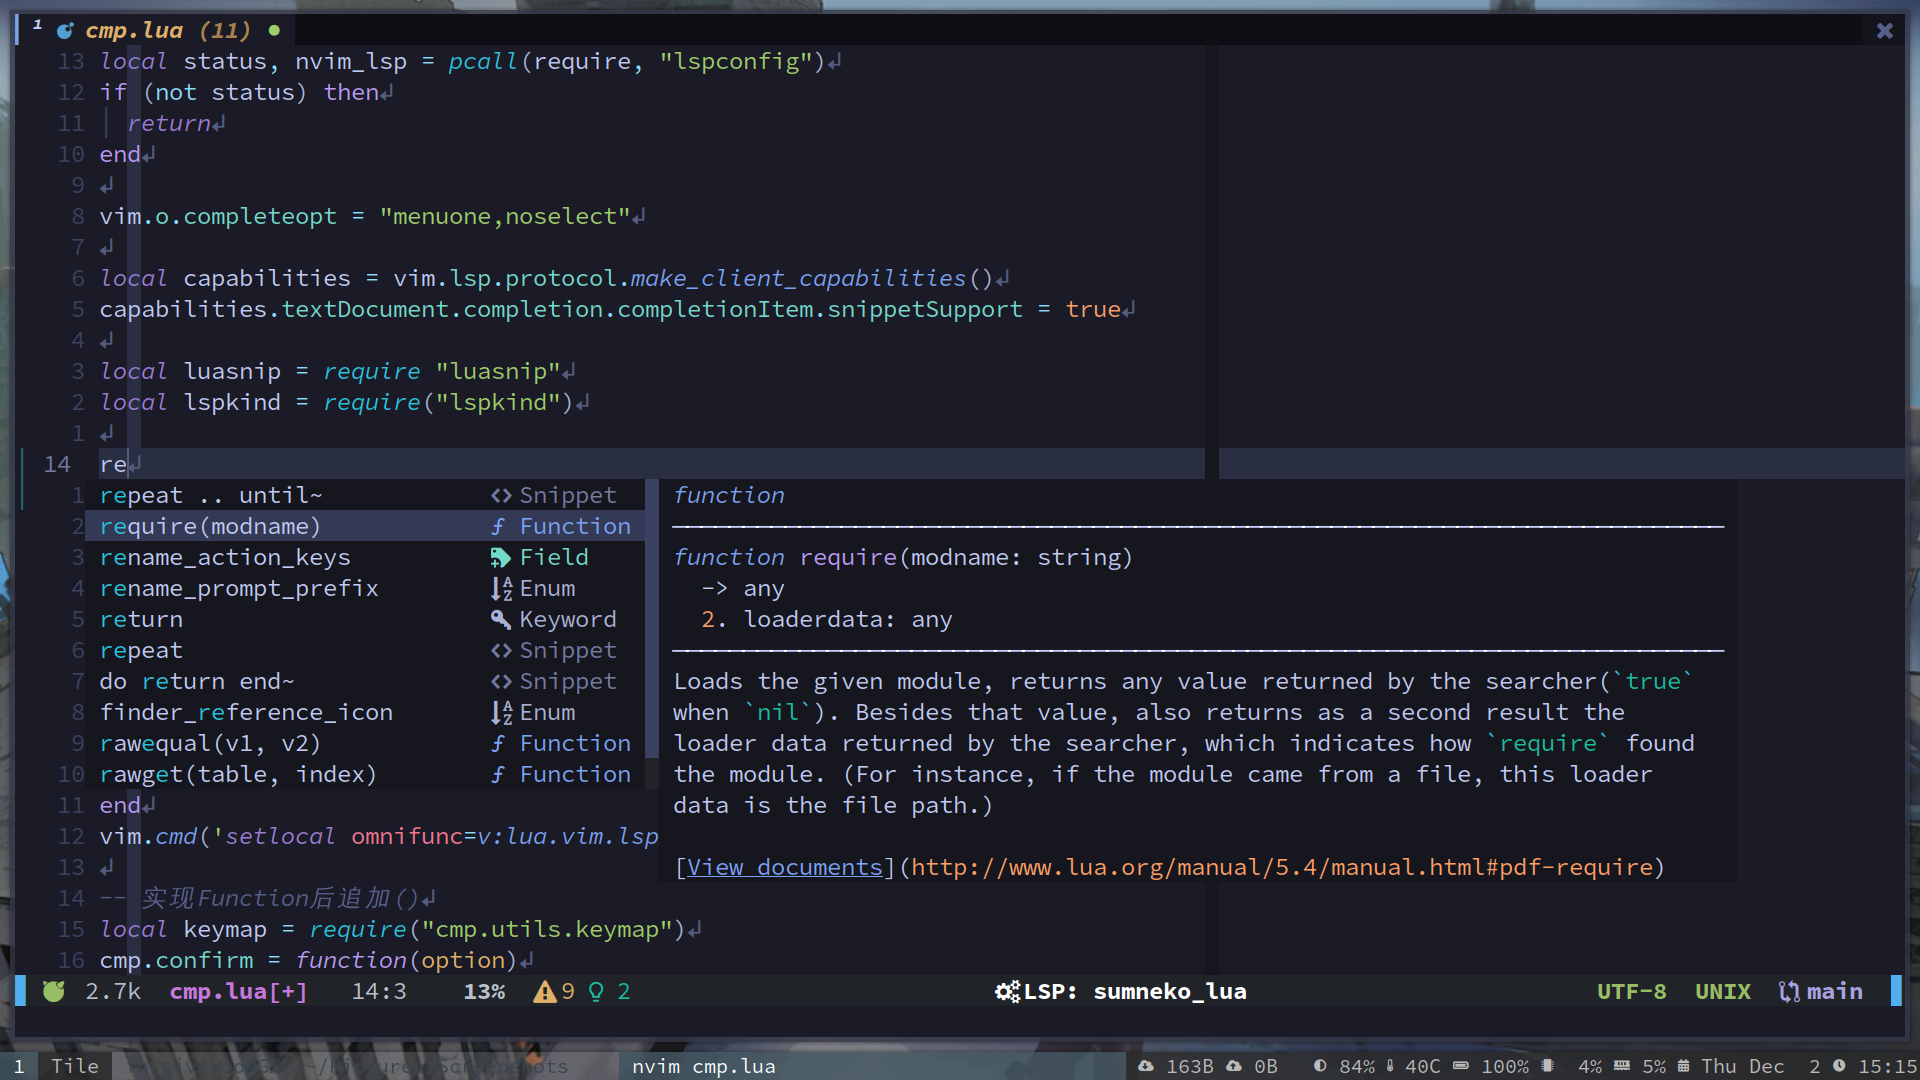 1 cmp.lua (11) ●
13 local status, nvim_lsp = pcall(require, "lspconfig")↲
12 if (not status) then↲
11 │ return↲
10 end↲
9 ↲
8 vim.o.completeopt = "menuone,noselect"↲
7 ↲
6 local capabilities = vim.lsp.protocol.make_client_capabilities()↲
5 capabilities.textDocument.completion.completionItem.snippetSupport = true↲
4 ↲
3 local luasnip = require "luasnip"↲
2 local lspkind = require("lspkind")↲
1 ↲
14 re↲
1 repeat .. until~ <> Snippet
2 require(modname) ƒ Function
3 rename_action_keys Field
4 rename_prompt_prefix Enum
5 return Keyword
6 repeat <> Snippet
7 do return end~ <> Snippet
8 finder_reference_icon Enum
9 rawequal(v1, v2) ƒ Function
10 rawget(table, index) ƒ Function
function
function require(modname: string)
-> any
2. loaderdata: any
Loads the given module, returns any value returned by the searcher(`true`
when `nil`). Besides that value, also returns as a second result the
loader data returned by the searcher, which indicates how `require` found
the module. (For instance, if the module came from a file, this loader
data is the file path.)
[View documents](http://www.lua.org/manual/5.4/manual.html#pdf-require)
11 end↲
12 vim.cmd('setlocal omnifunc=v:lua.vim.lsp
13 ↲
14 -- 实现Function后追加()↲
15 local keymap = require("cmp.utils.keymap")↲
16 cmp.confirm = function(option)↲
2.7k cmp.lua[+] 14:3 13% 9 2 LSP: sumneko_lua UTF-8 UNIX main
1 Tile nvim cmp.lua 163B 0B 84% 40C 100% 4% 5% Thu Dec 2 15:15